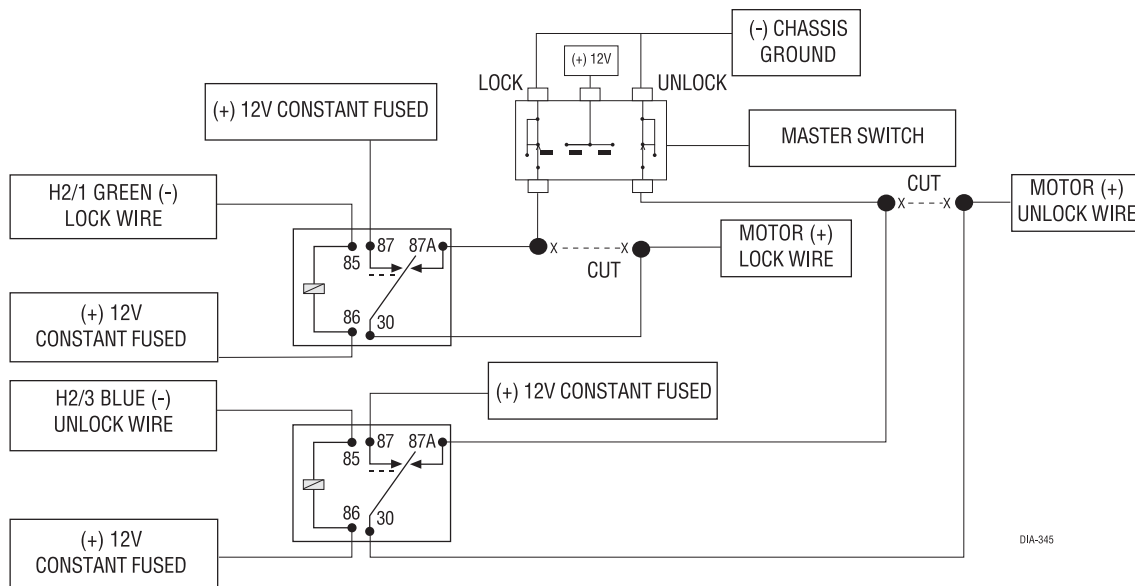 (-) CHASSIS
GROUND
(+) 12V
LOCK
UNLOCK
(+) 12V CONSTANT FUSED
MASTER SWITCH
H2/1 GREEN (-)
LOCK WIRE
CUT
MOTOR (+)
UNLOCK WIRE
X
X
87
87A
85
X
X
CUT
MOTOR (+)
LOCK WIRE
86
30
(+) 12V
CONSTANT FUSED
H2/3 BLUE (-)
UNLOCK WIRE
(+) 12V CONSTANT FUSED
87
87A
85
86
30
(+) 12V
CONSTANT FUSED
DIA-345